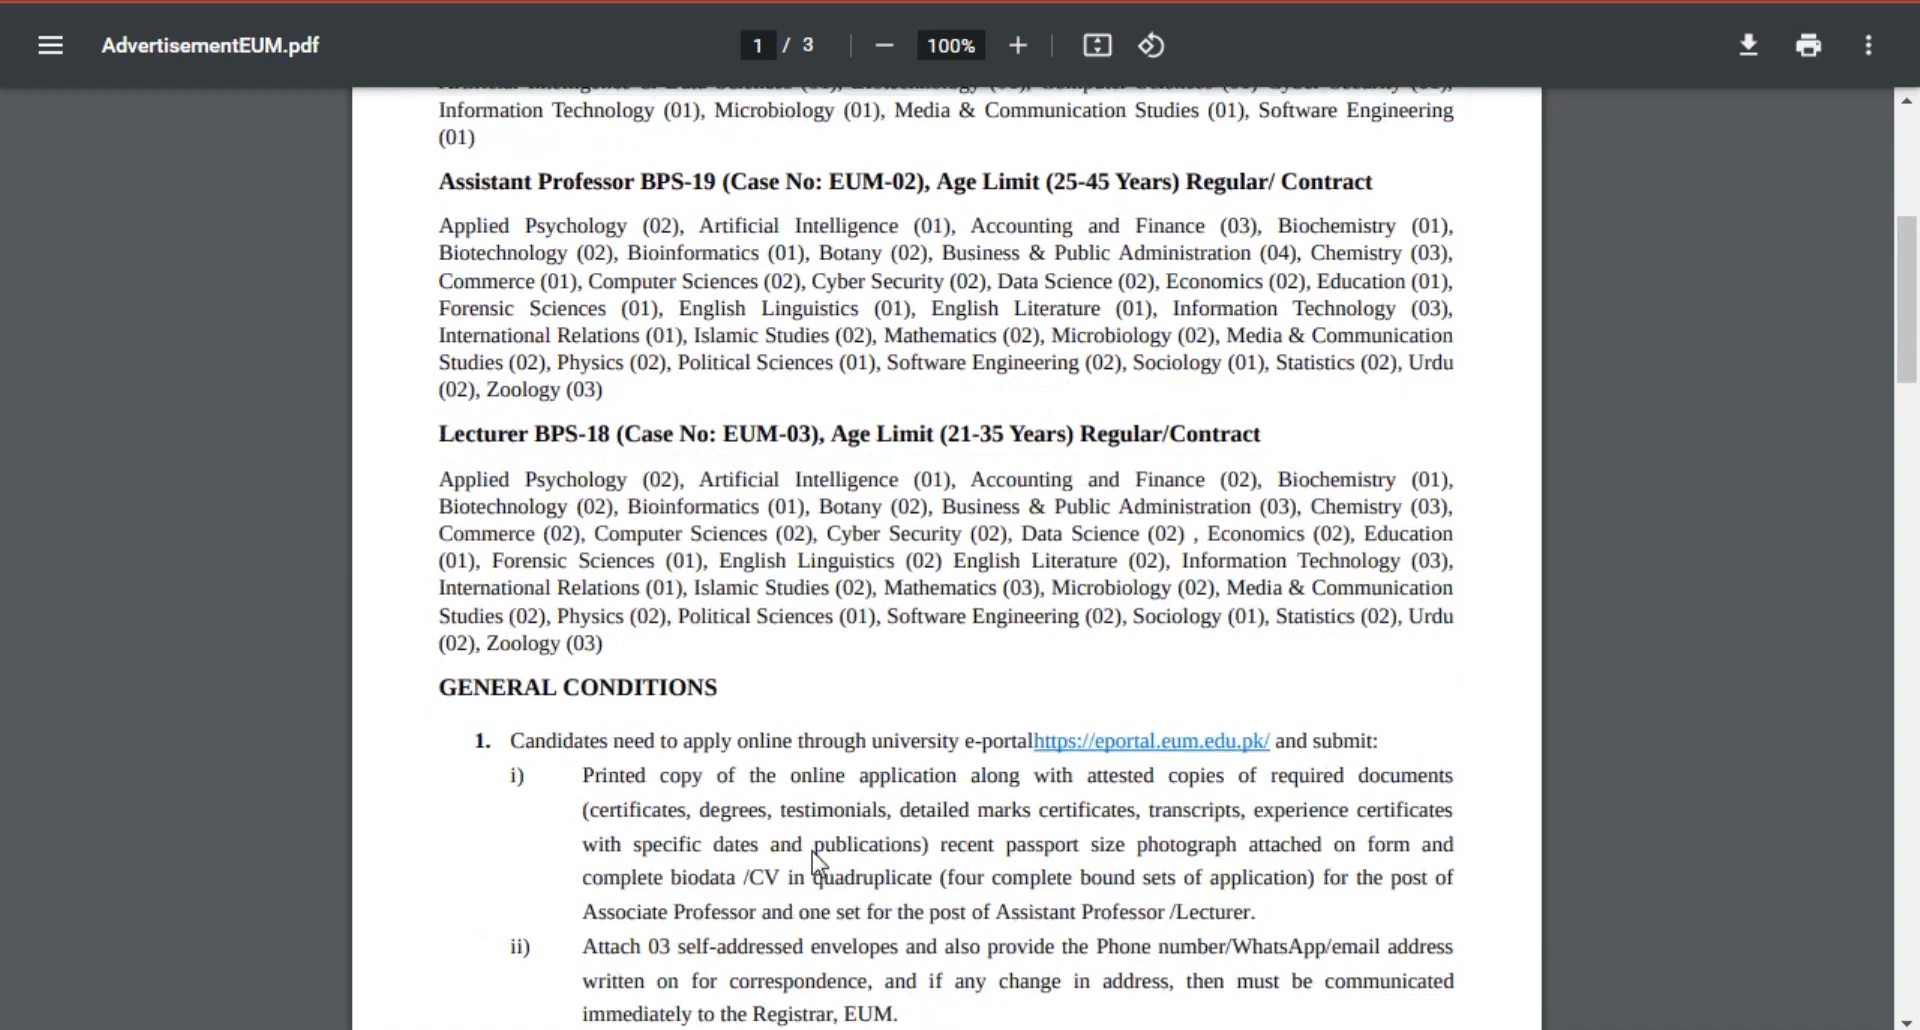 AdvertisementEUM.pdf
1 / 3
100%
Information Technology (01), Microbiology (01), Media & Communication Studies (01), Software Engineering
(01)
Assistant Professor BPS-19 (Case No: EUM-02), Age Limit (25-45 Years) Regular/ Contract
Applied Psychology (02), Artificial Intelligence (01), Accounting and Finance (03), Biochemistry (01),
Biotechnology (02), Bioinformatics (01), Botany (02), Business & Public Administration (04), Chemistry (03),
Commerce (01), Computer Sciences (02), Cyber Security (02), Data Science (02), Economics (02), Education (01),
Forensic Sciences (01), English Linguistics (01), English Literature (01), Information Technology (03),
International Relations (01), Islamic Studies (02), Mathematics (02), Microbiology (02), Media & Communication
Studies (02), Physics (02), Political Sciences (01), Software Engineering (02), Sociology (01), Statistics (02), Urdu
(02), Zoology (03)
Lecturer BPS-18 (Case No: EUM-03), Age Limit (21-35 Years) Regular/Contract
Applied Psychology (02), Artificial Intelligence (01), Accounting and Finance (02), Biochemistry (01),
Biotechnology (02), Bioinformatics (01), Botany (02), Business & Public Administration (03), Chemistry (03),
Commerce (02), Computer Sciences (02), Cyber Security (02), Data Science (02) , Economics (02), Education
(01), Forensic Sciences (01), English Linguistics (02) English Literature (02), Information Technology (03),
International Relations (01), Islamic Studies (02), Mathematics (03), Microbiology (02), Media & Communication
Studies (02), Physics (02), Political Sciences (01), Software Engineering (02), Sociology (01), Statistics (02), Urdu
(02), Zoology (03)
GENERAL CONDITIONS
1. Candidates need to apply online through university e-portalhttps://eportal.eum.edu.pk/ and submit:
i) Printed copy of the online application along with attested copies of required documents
(certificates, degrees, testimonials, detailed marks certificates, transcripts, experience certificates
with specific dates and publications) recent passport size photograph attached on form and
complete biodata /CV in quadruplicate (four complete bound sets of application) for the post of
Associate Professor and one set for the post of Assistant Professor /Lecturer.
ii) Attach 03 self-addressed envelopes and also provide the Phone number/WhatsApp/email address
written on for correspondence, and if any change in address, then must be communicated
immediately to the Registrar, EUM.